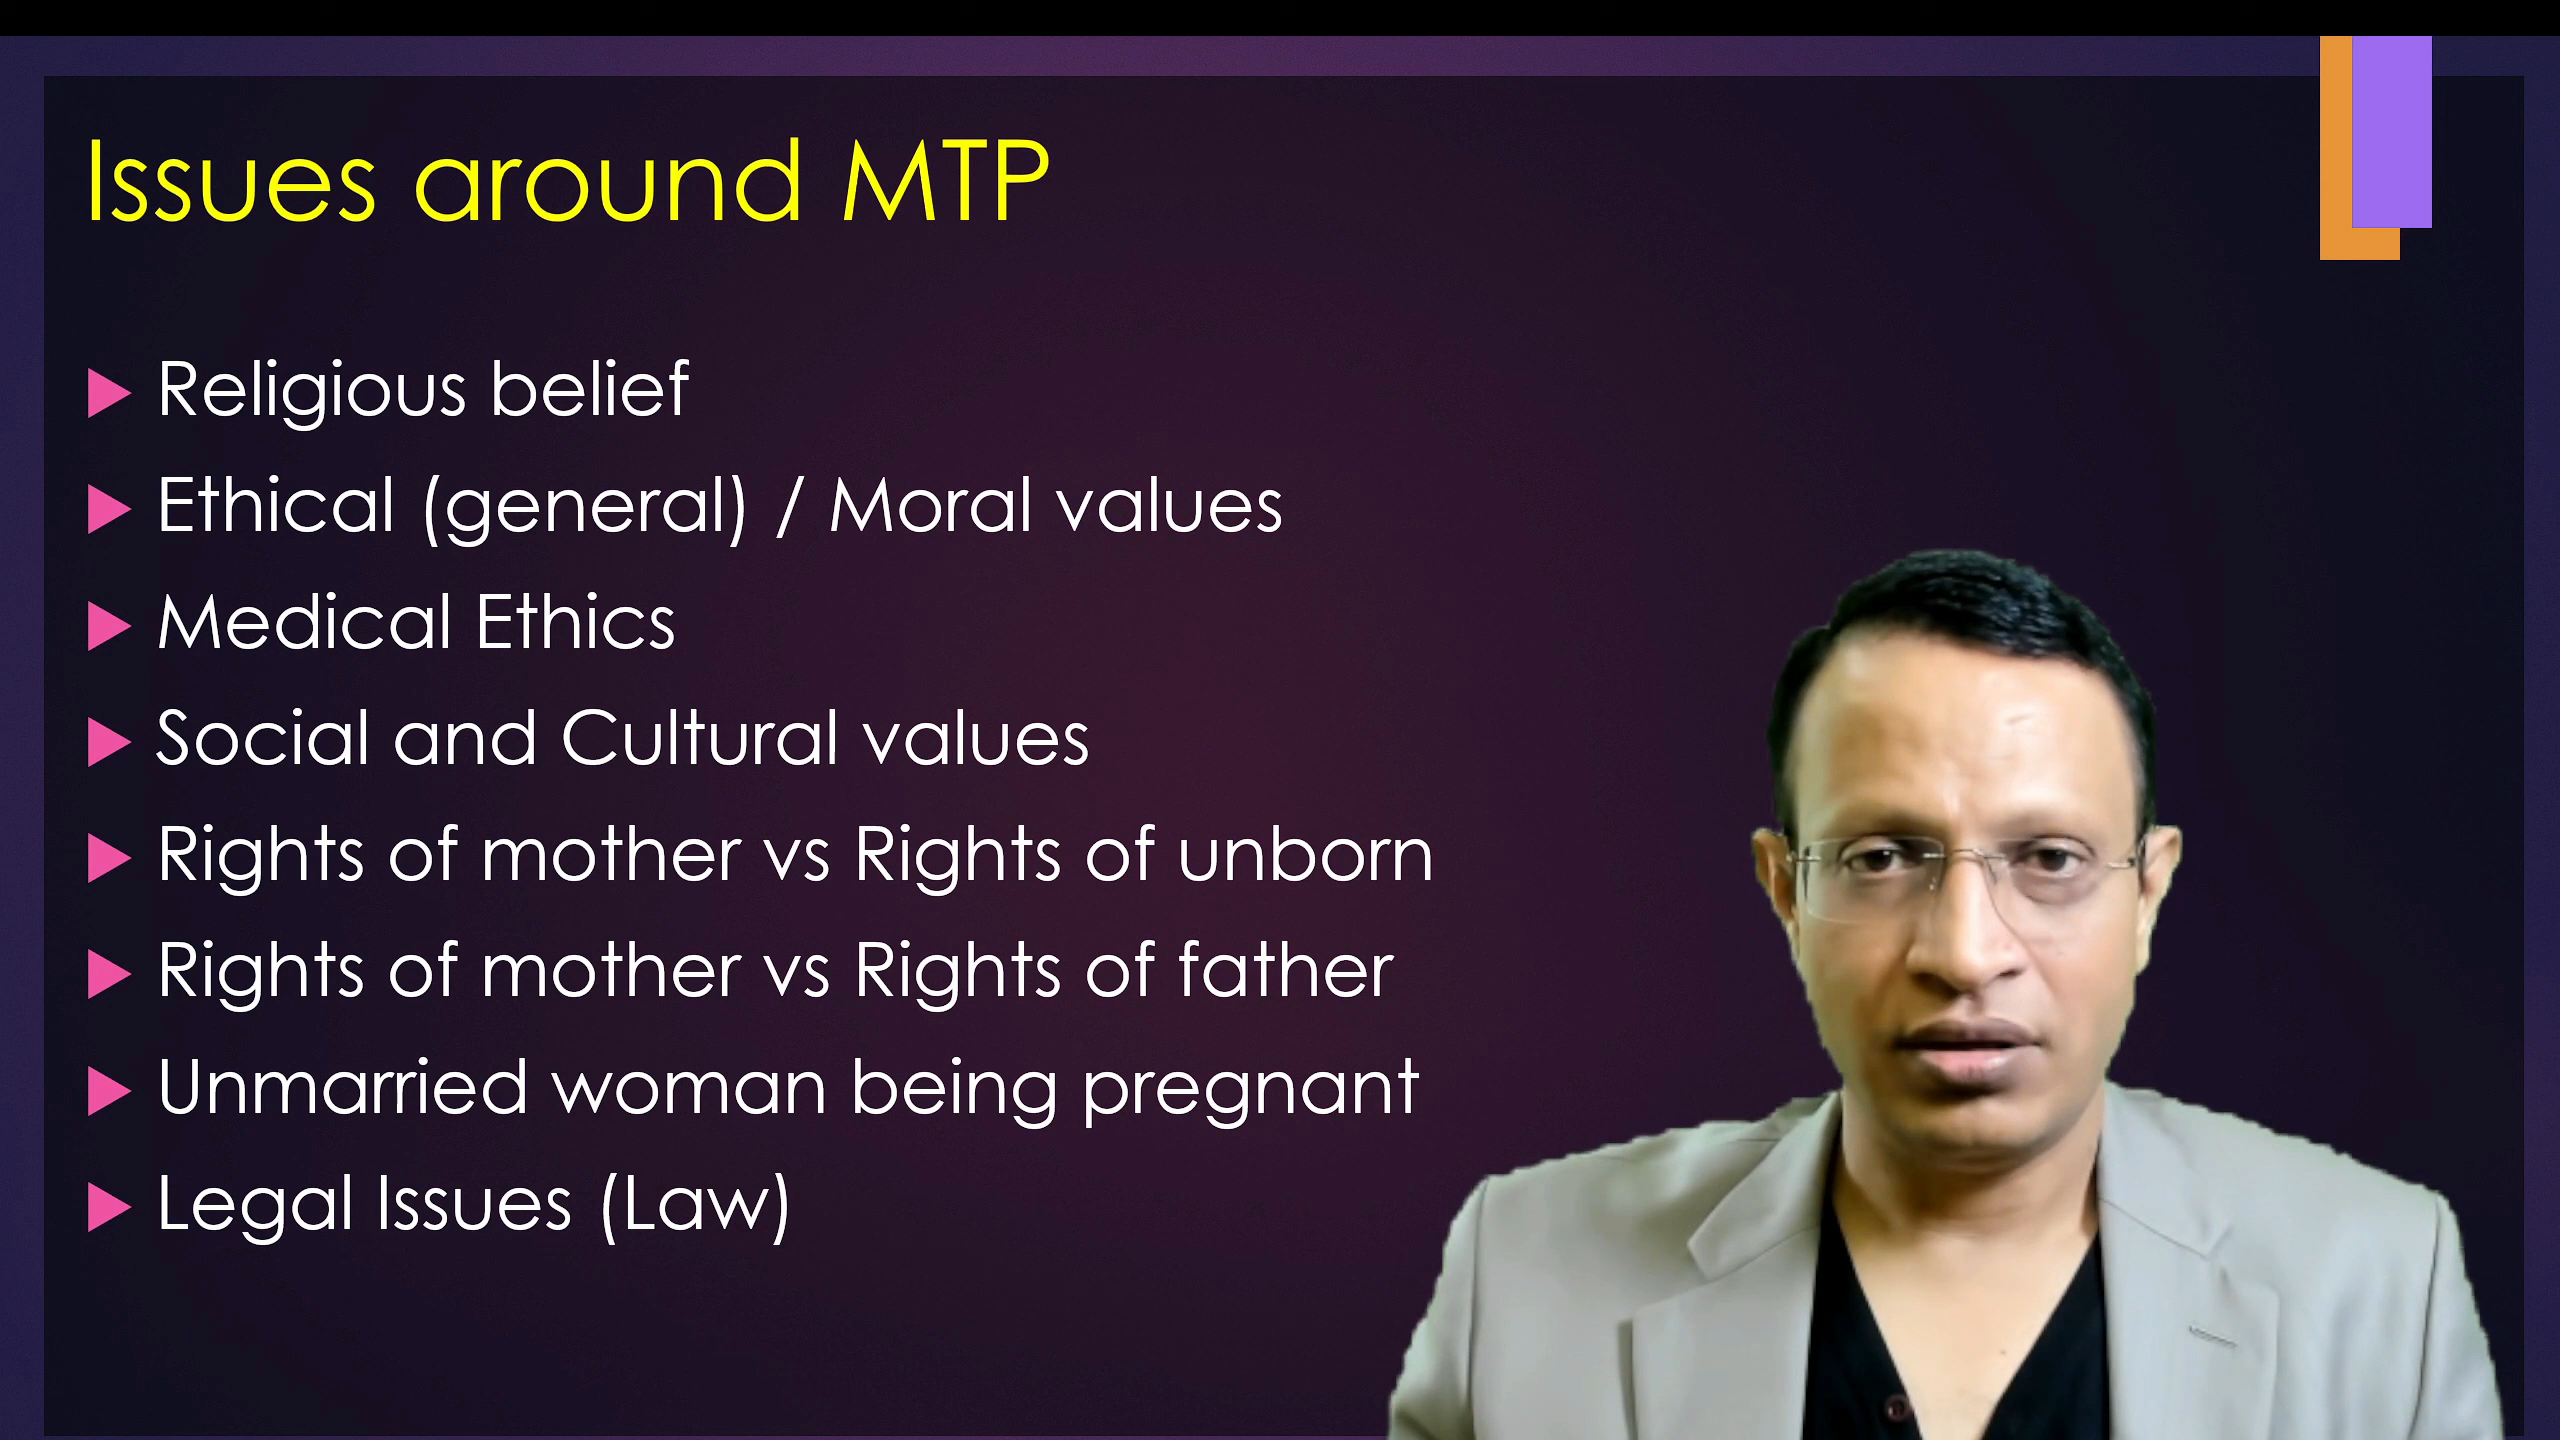 Issues around MTP
Religious belief
Ethical (general) / Moral values
Medical Ethics
Social and Cultural values
Rights of mother vs Rights of unborn
Rights of mother vs Rights of father
Unmarried woman being pregnant
Legal Issues (Law)